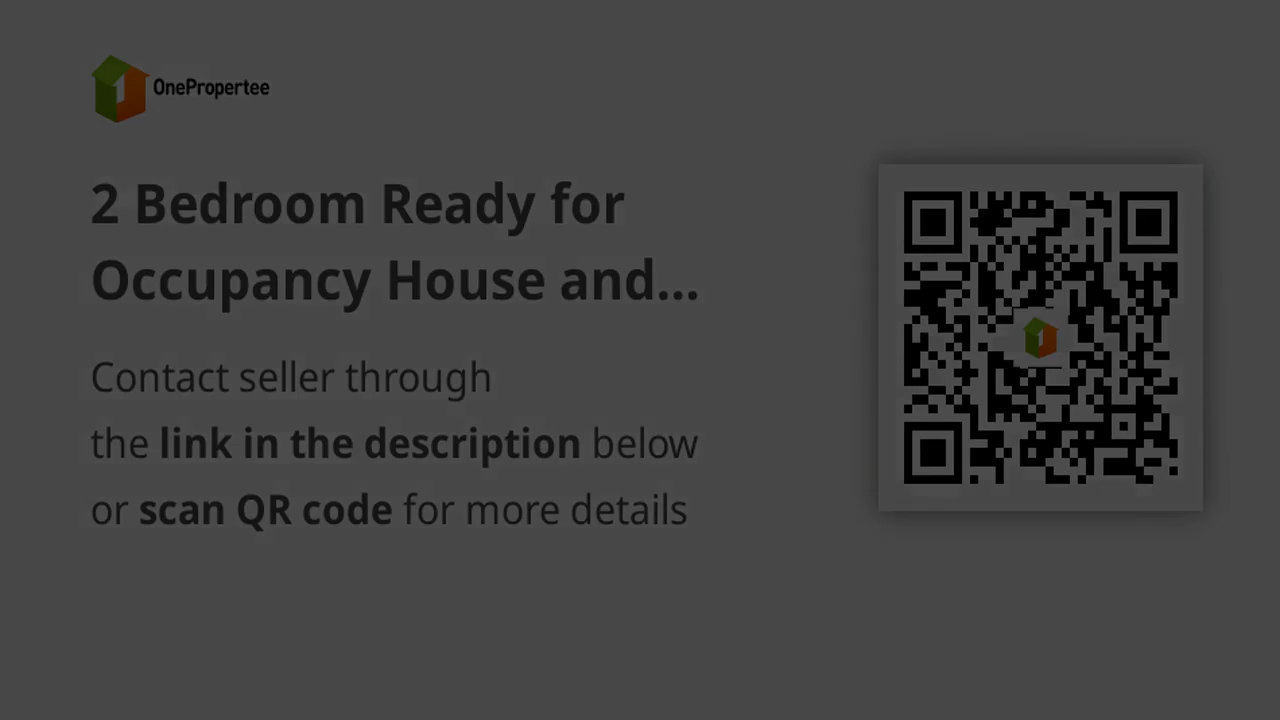 OnePropertee
2 Bedroom Ready for
Occupancy House and...
Contact seller through
the link in the description below
or scan QR code for more details